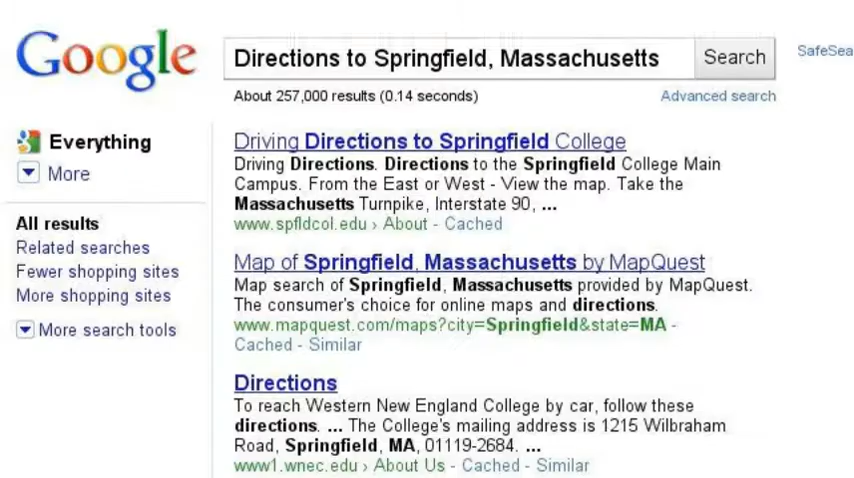 Google
Directions to Springfield, Massachusetts
Search
SafeSea
About 257,000 results (0.14 seconds)
Advanced search
Everything
More
All results
Related searches
Fewer shopping sites
More shopping sites
More search tools
Driving Directions to Springfield College
Driving Directions. Directions to the Springfield College Main
Campus. From the East or West - View the map. Take the
Massachusetts Turnpike, Interstate 90, ...
www.spfldcol.edu › About - Cached
Map of Springfield, Massachusetts by MapQuest
Map search of Springfield, Massachusetts provided by MapQuest.
The consumer's choice for online maps and directions.
www.mapquest.com/maps?city=Springfield&state=MA -
Cached - Similar
Directions
To reach Western New England College by car, follow these
directions. ... The College's mailing address is 1215 Wilbraham
Road, Springfield, MA, 01119-2684. ...
www1.wnec.edu › About Us - Cached - Similar